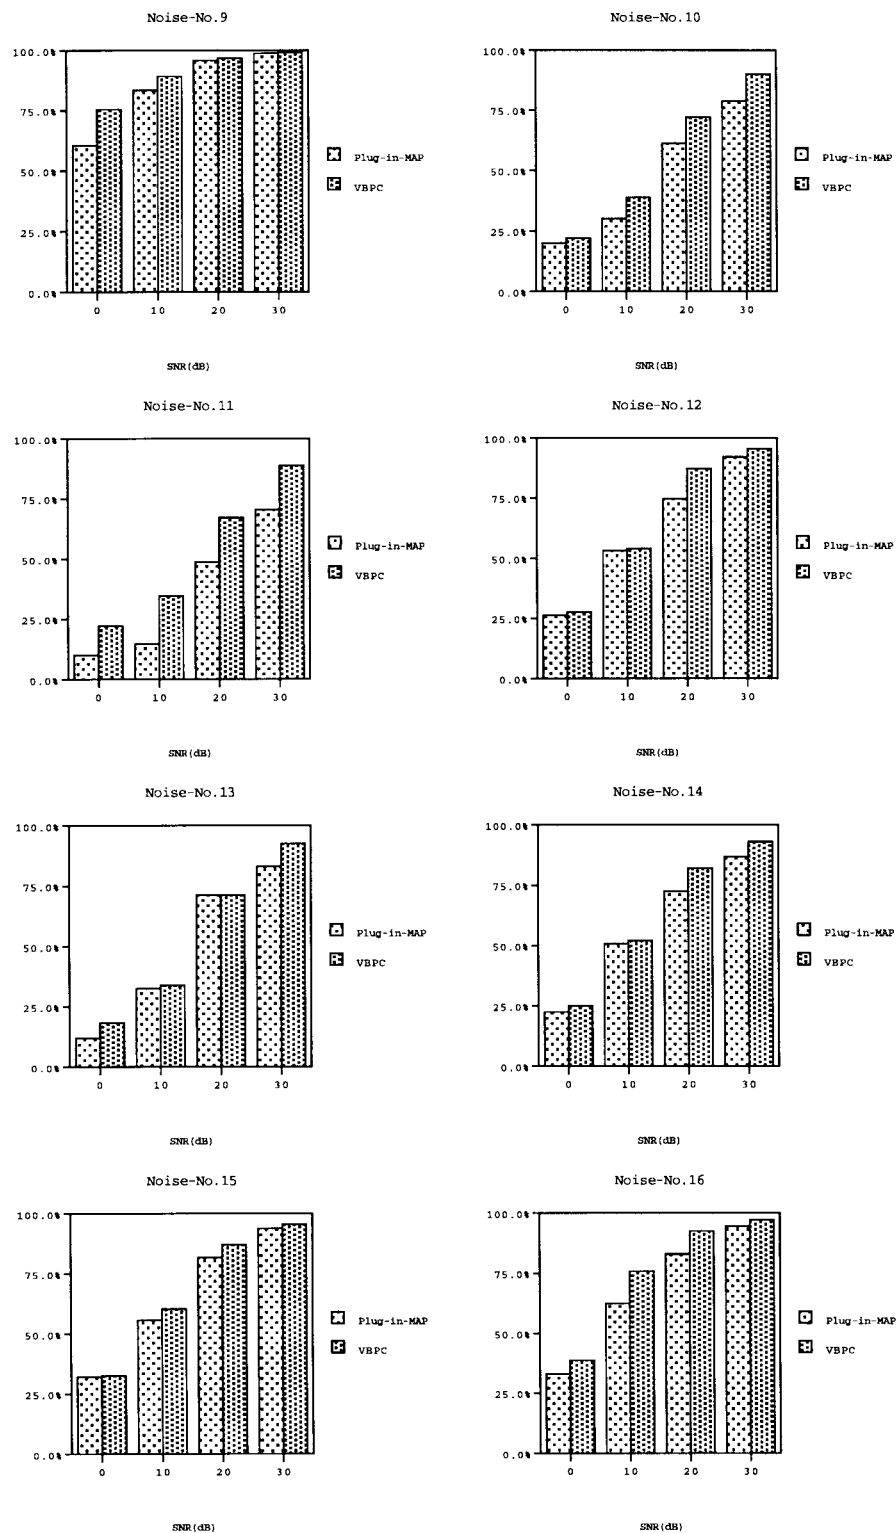 Noise-No.9
100.0%
75.0%
50.0%
25.0%
0.0%
0 10 20 30
SNR(dB)
Plug-in-MAP
VBPC
Noise-No.10
100.0%
75.0%
50.0%
25.0%
0.0%
0 10 20 30
SNR(dB)
Plug-in-MAP
VBPC
Noise-No.11
100.0%
75.0%
50.0%
25.0%
0.0%
0 10 20 30
SNR(dB)
Plug-in-MAP
VBPC
Noise-No.12
100.0%
75.0%
50.0%
25.0%
0.0%
0 10 20 30
SNR(dB)
Plug-in-MAP
VBPC
Noise-No.13
100.0%
75.0%
50.0%
25.0%
0.0%
0 10 20 30
SNR(dB)
Plug-in-MAP
VBPC
Noise-No.14
100.0%
75.0%
50.0%
25.0%
0.0%
0 10 20 30
SNR(dB)
Plug-in-MAP
VBPC
Noise-No.15
100.0%
75.0%
50.0%
25.0%
0.0%
0 10 20 30
SNR(dB)
Plug-in-MAP
VBPC
Noise-No.16
100.0%
75.0%
50.0%
25.0%
0.0%
0 10 20 30
SNR(dB)
Plug-in-MAP
VBPC